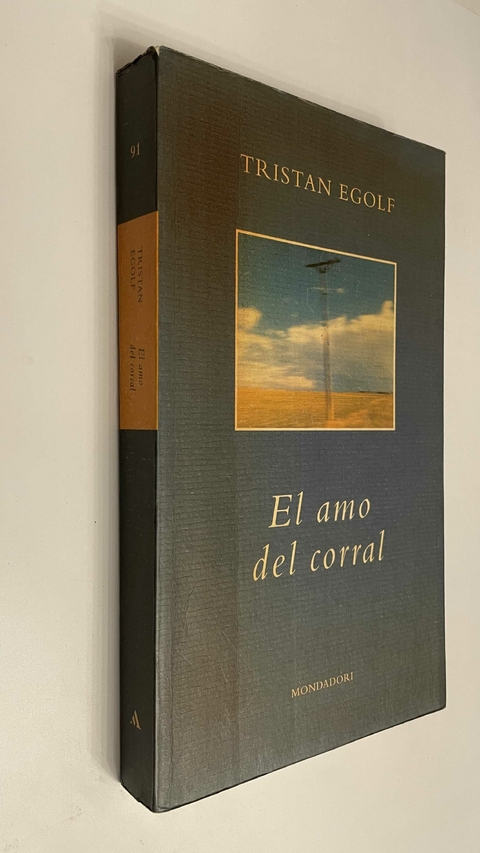 TRISTAN EGOLF
El amo
del corral
MONDADORI
91
TRISTAN
EGOLF
El amo
del corral
M